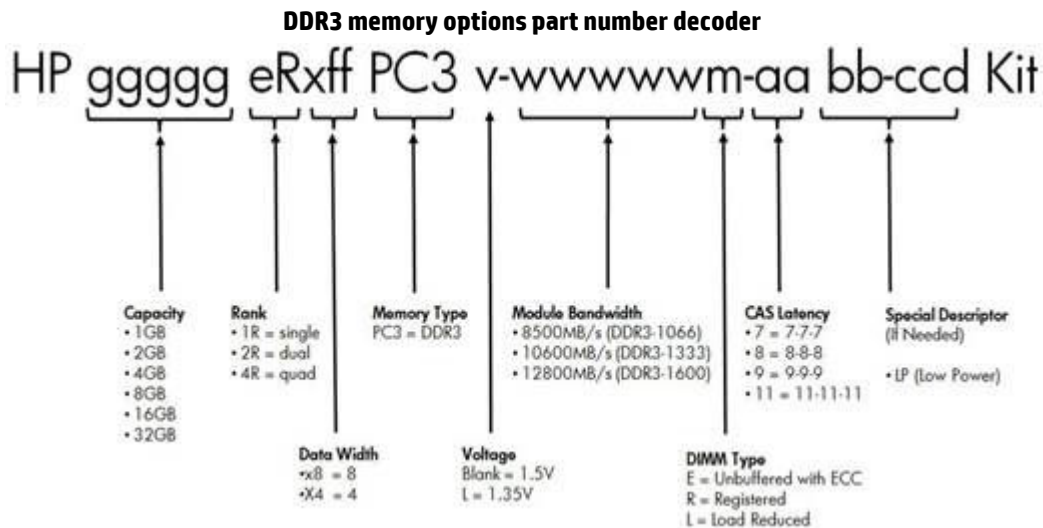 DDR3 memory options part number decoder
HP ggggg eRxff PC3 v-wwwwwm-aa bb-ccd Kit
Capacity
• 1GB
• 2GB
• 4GB
• 8GB
• 16GB
• 32GB
Rank
• 1R = single
• 2R = dual
• 4R = quad
Memory Type
PC3 = DDR3
Module Bandwidth
• 8500MB/s (DDR3-1066)
• 10600MB/s (DDR3-1333)
• 12800MB/s (DDR3-1600)
CAS Latency
• 7 = 7-7-7
• 8 = 8-8-8
• 9 = 9-9-9
• 11 = 11-11-11
Special Descriptor
(If Needed)
• LP (Low Power)
Data Width
•x8 = 8
•X4 = 4
Voltage
Blank = 1.5V
L = 1.35V
DIMM Type
E = Unbuffered with ECC
R = Registered
L = Load Reduced